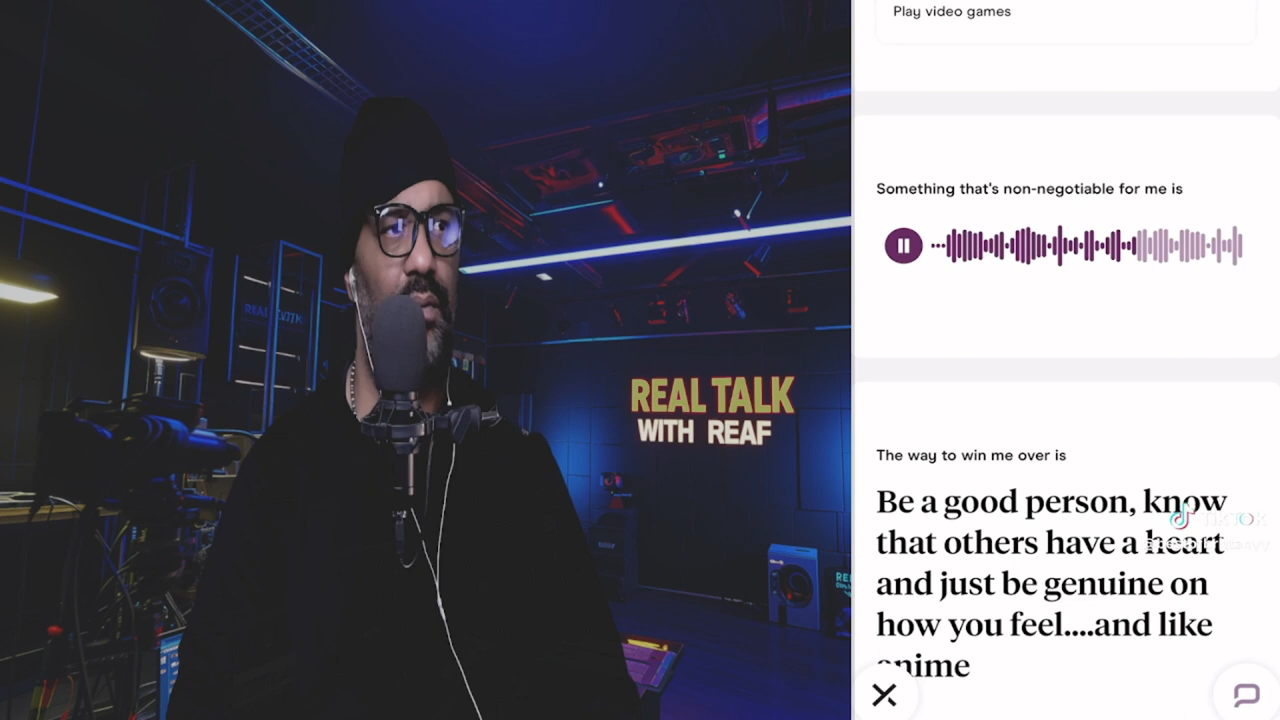 Play video games
Something that's non-negotiable for me is
REAL TALK
WITH REAF
The way to win me over is
Be a good person, know
that others have a heart
and just be genuine on
how you feel....and like
anime
TikTok